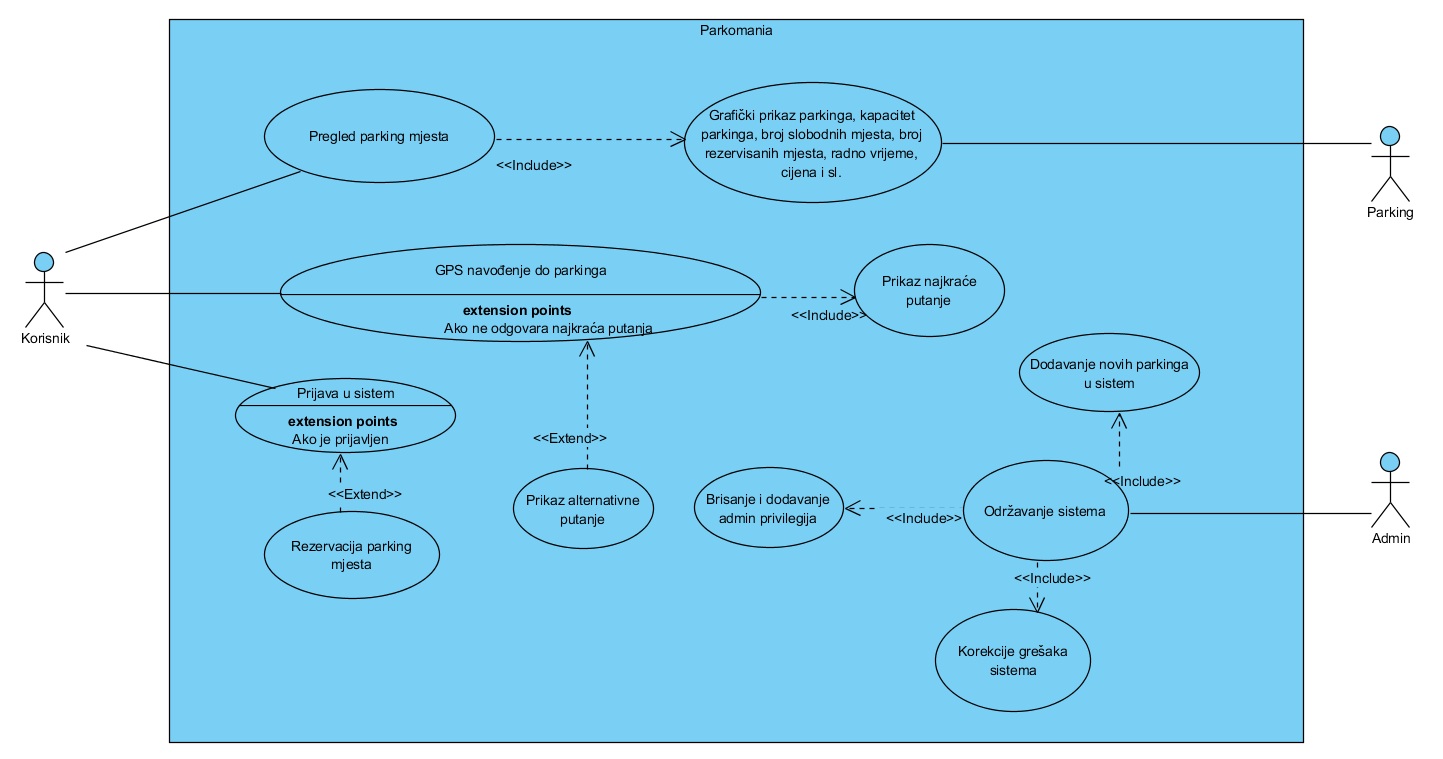 Parkomania
Pregled parking mjesta
<<Include>>
Grafički prikaz parkinga, kapacitet
parkinga, broj slobodnih mjesta, broj
rezervisanih mjesta, radno vrijeme,
cijena i sl.
Parking
Korisnik
GPS navođenje do parkinga
extension points
Ako ne odgovara najkraća putanja
<<Include>>
Prikaz najkraće
putanje
Prijava u sistem
extension points
Ako je prijavljen
<<Extend>>
Rezervacija parking
mjesta
<<Extend>>
Prikaz alternativne
putanje
Dodavanje novih parkinga
u sistem
<<Include>>
Brisanje i dodavanje
admin privilegija
<<Include>>
Održavanje sistema
Admin
<<Include>>
Korekcije grešaka
sistema